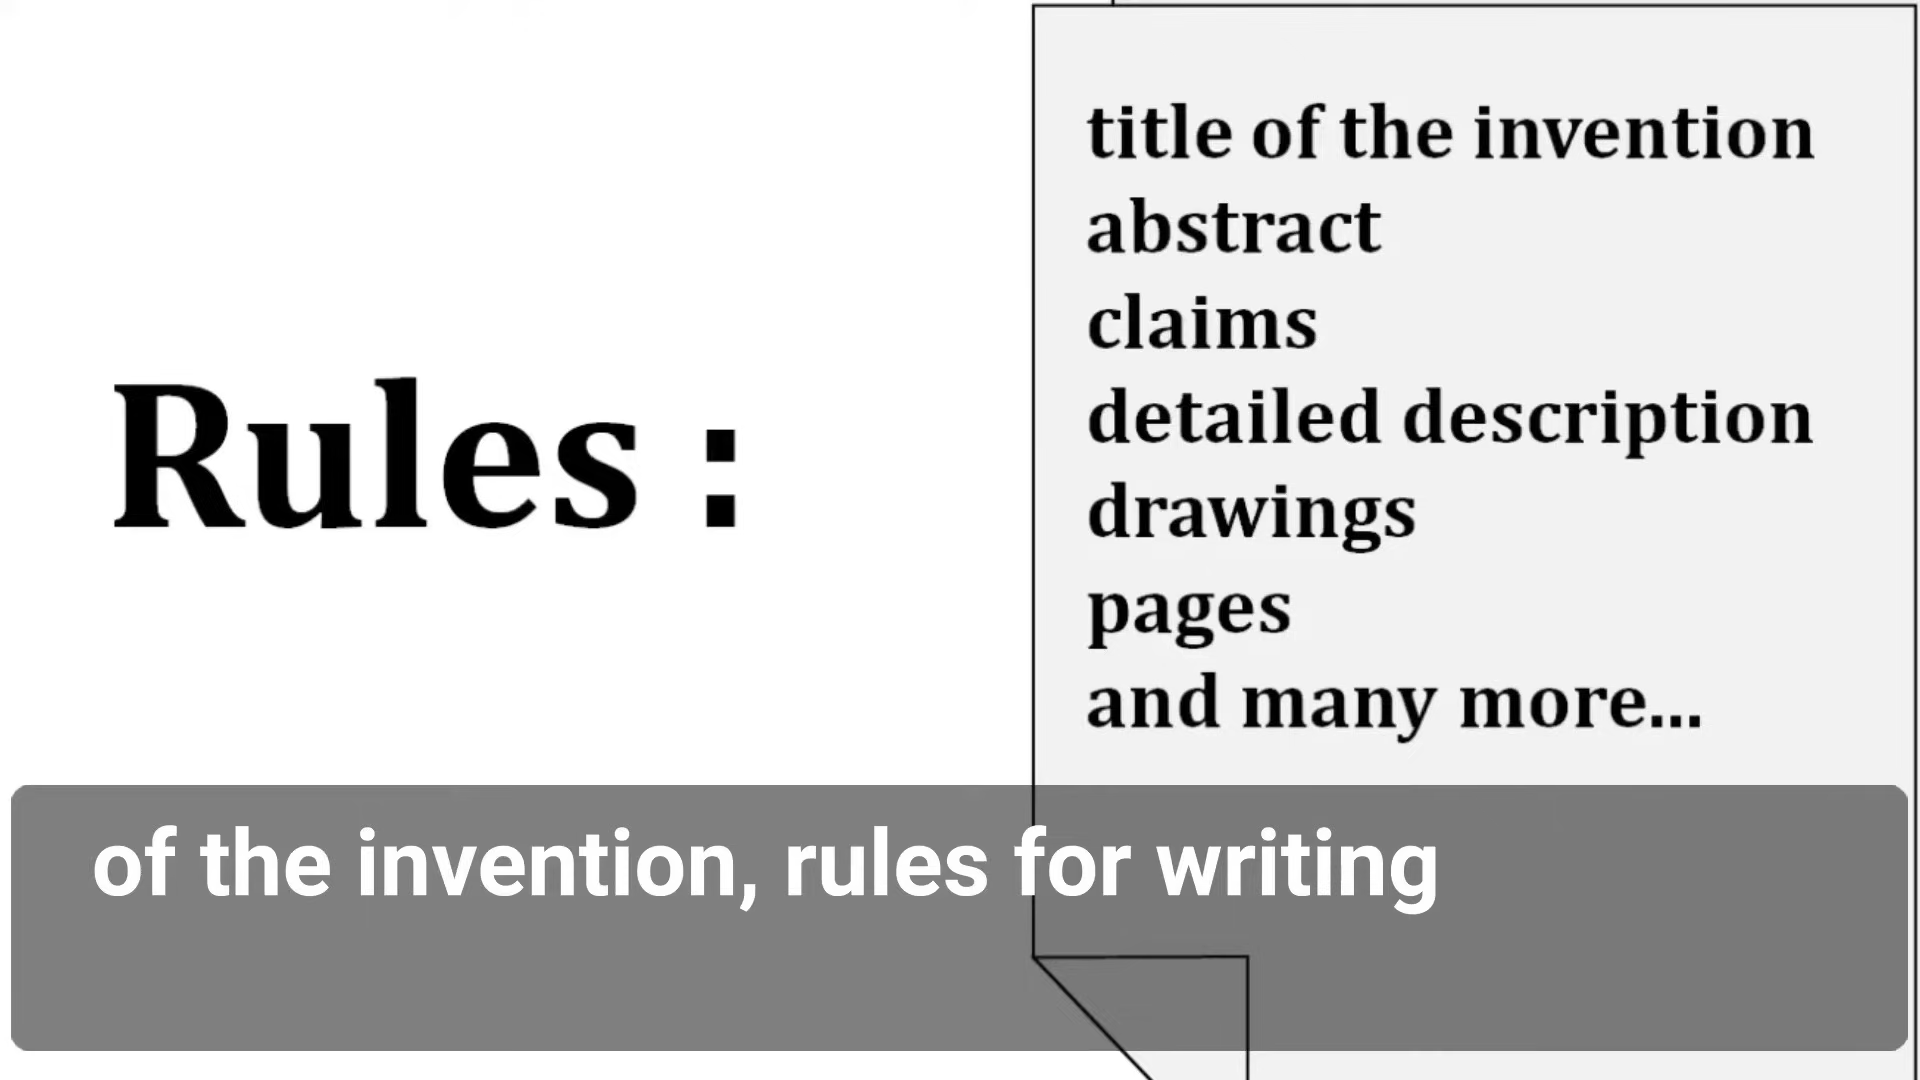 Rules :
title of the invention
abstract
claims
detailed description
drawings
pages
and many more...
of the invention, rules for writing